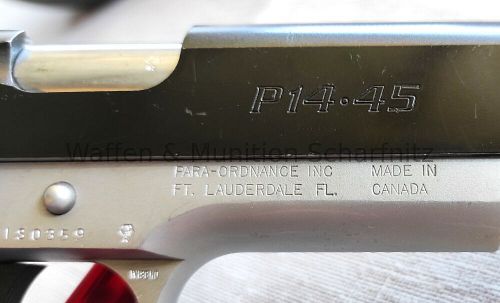 P14·45
Waffen & Munition Scharfnitz
PARA-ORDNANCE INC MADE IN
FT. LAUDERDALE FL. CANADA